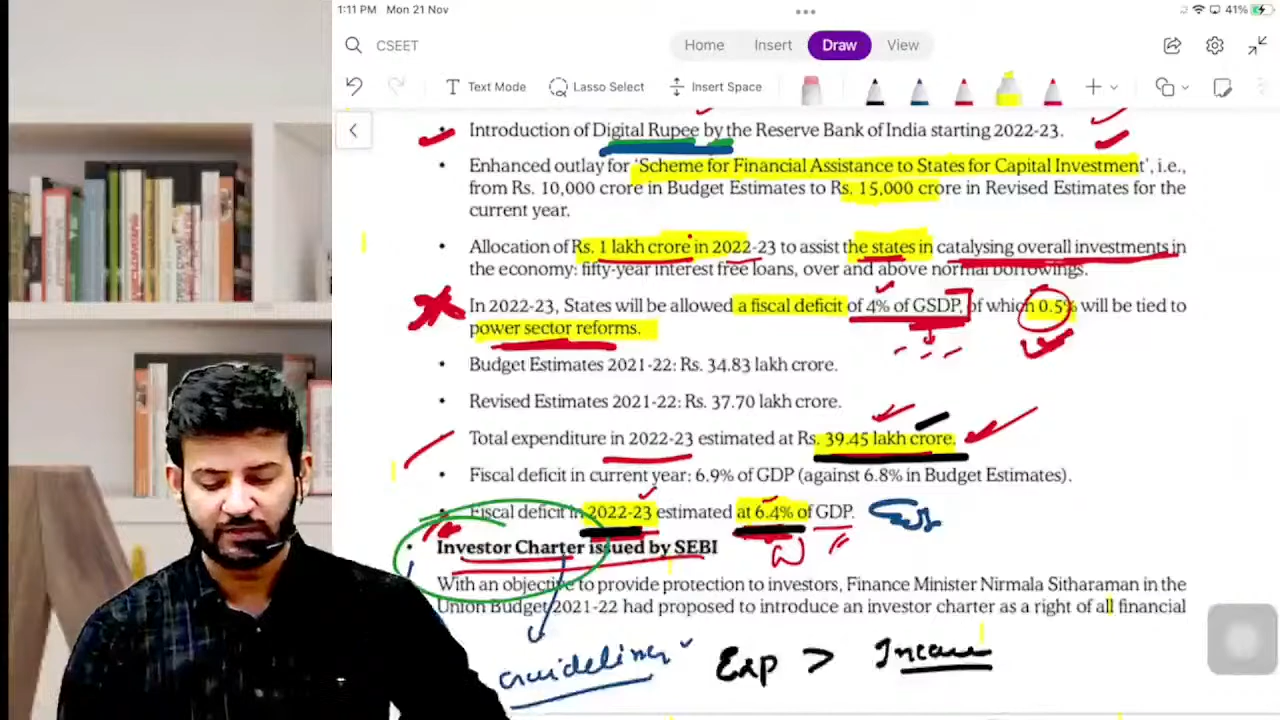 1:11 PM Mon 21 Nov
41%
CSEET
Home Insert Draw View
Text Mode Lasso Select Insert Space
• Introduction of Digital Rupee by the Reserve Bank of India starting 2022-23.
• Enhanced outlay for ‘Scheme for Financial Assistance to States for Capital Investment’, i.e.,
from Rs. 10,000 crore in Budget Estimates to Rs. 15,000 crore in Revised Estimates for the
current year.
• Allocation of Rs. 1 lakh crore in 2022-23 to assist the states in catalysing overall investments in
the economy: fifty-year interest free loans, over and above normal borrowings.
In 2022-23, States will be allowed a fiscal deficit of 4% of GSDP, of which 0.5% will be tied to
power sector reforms.
• Budget Estimates 2021-22: Rs. 34.83 lakh crore.
• Revised Estimates 2021-22: Rs. 37.70 lakh crore.
• Total expenditure in 2022-23 estimated at Rs. 39.45 lakh crore.
• Fiscal deficit in current year: 6.9% of GDP (against 6.8% in Budget Estimates).
• Fiscal deficit in 2022-23 estimated at 6.4% of GDP.
• Investor Charter issued by SEBI
With an objective to provide protection to investors, Finance Minister Nirmala Sitharaman in the
Union Budget 2021-22 had proposed to introduce an investor charter as a right of all financial
Guidelines Exp > Income